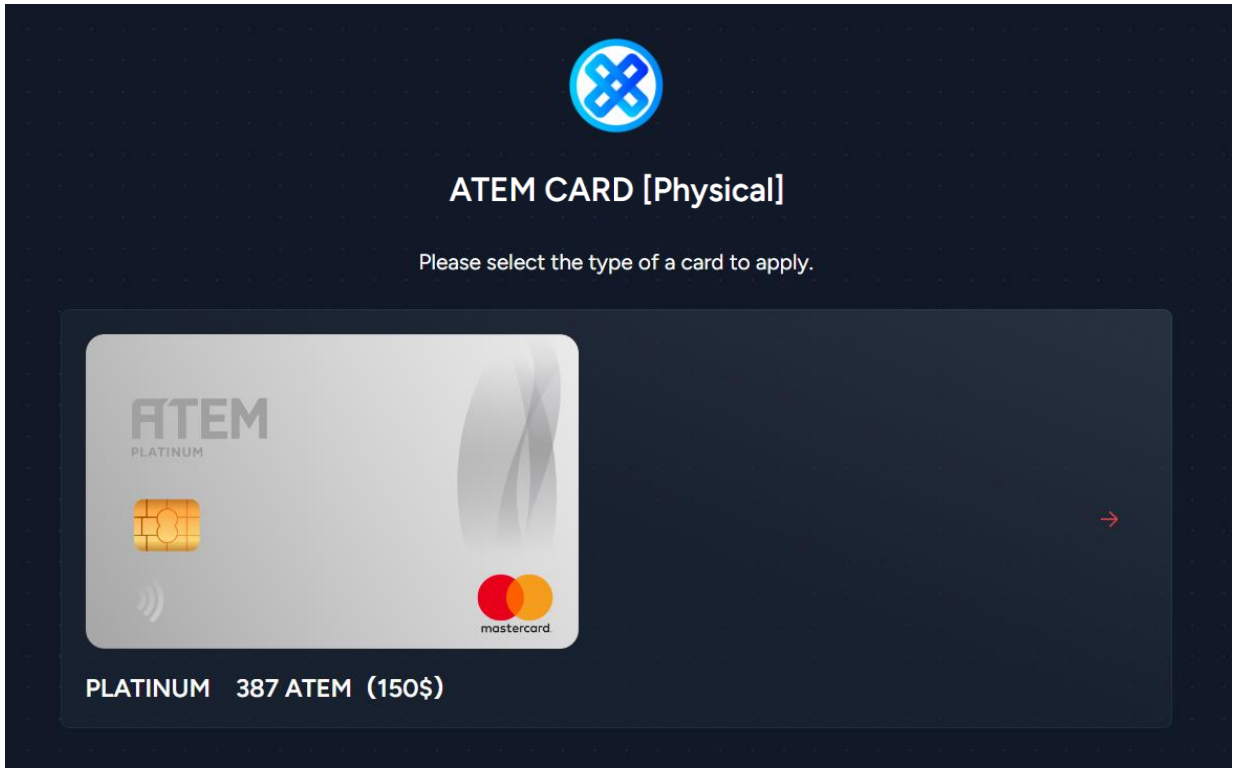 ATEM CARD [Physical]
Please select the type of a card to apply.
ATEM
PLATINUM
mastercard.
PLATINUM 387 ATEM (150$)